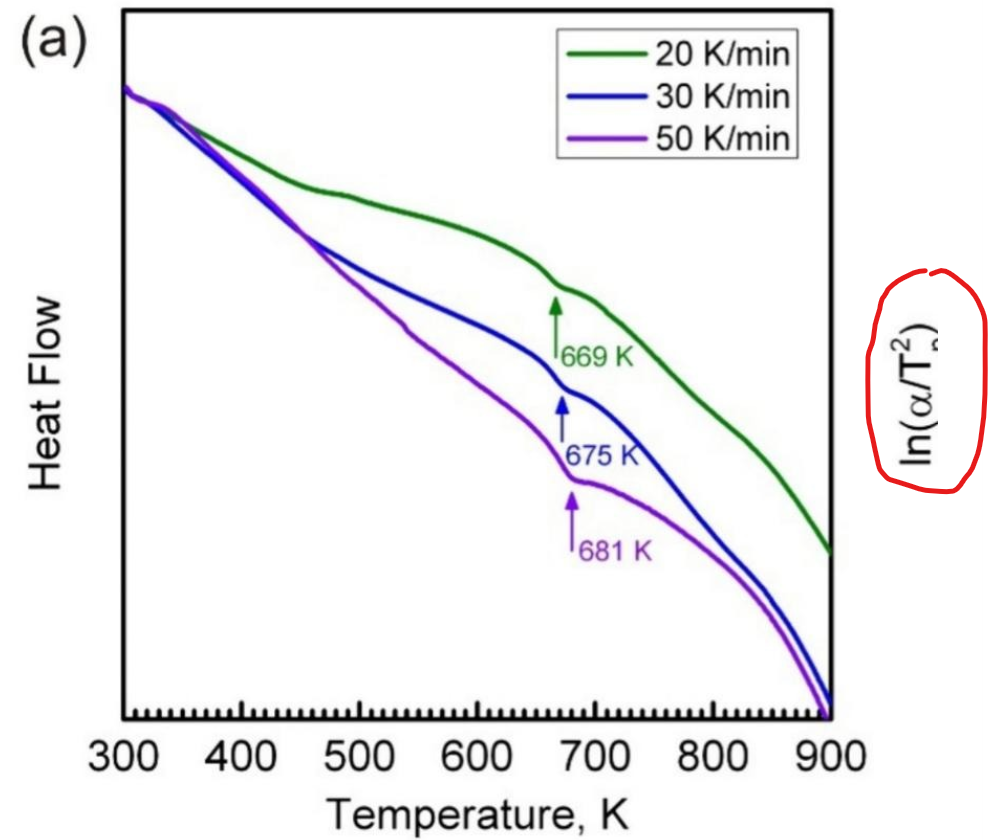 (a)
20 K/min
30 K/min
50 K/min
Heat Flow
669 K
675 K
681 K
300 400 500 600 700 800 900
Temperature, K
ln(α/T²